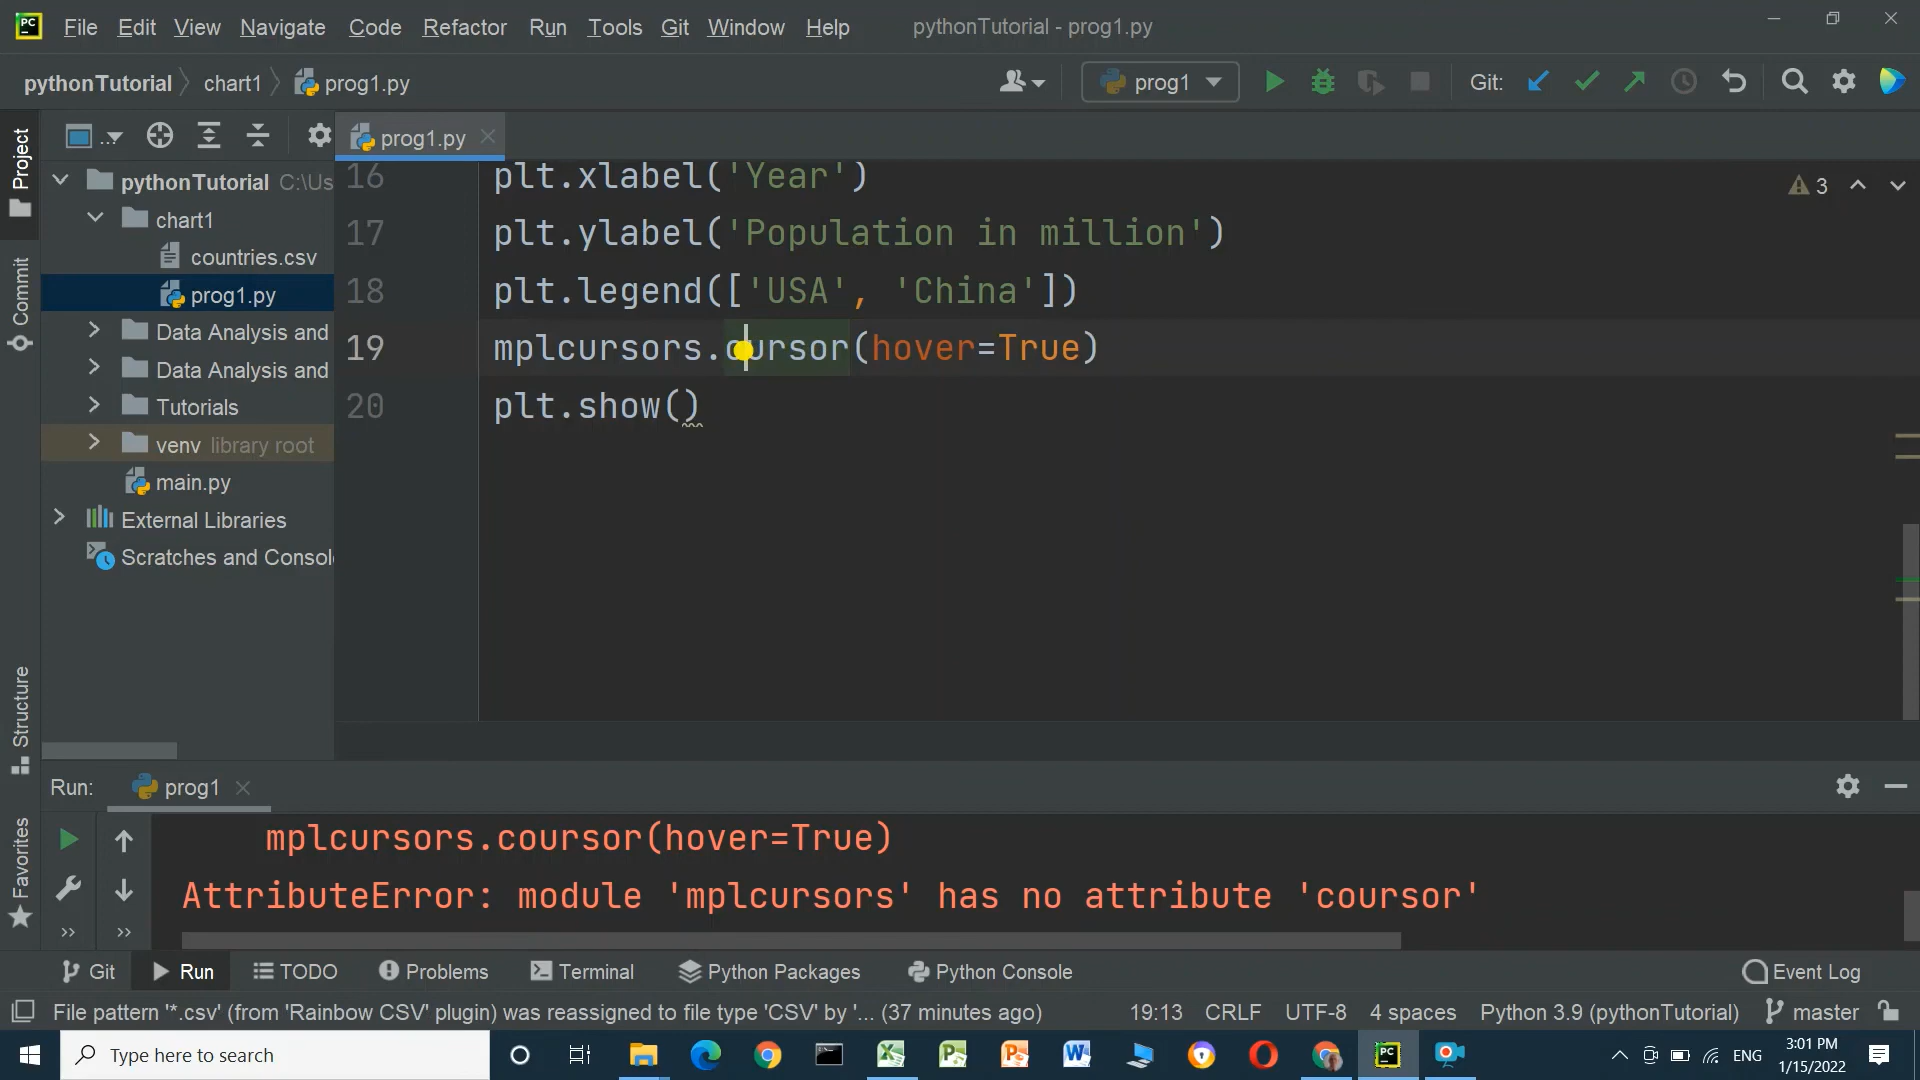 PC File Edit View Navigate Code Refactor Run Tools Git Window Help pythonTutorial - prog1.py
pythonTutorial chart1 prog1.py prog1 Git:
... prog1.py
Project
Commit
Structure
Favorites
pythonTutorial C:\Us
chart1
countries.csv
prog1.py
Data Analysis and
Data Analysis and
Tutorials
venv library root
main.py
External Libraries
Scratches and Consol
16 plt.xlabel('Year')
3
17 plt.ylabel('Population in million')
18 plt.legend(['USA', 'China'])
19 mplcursors.cursor(hover=True)
20 plt.show()
Run: prog1
mplcursors.coursor(hover=True)
AttributeError: module 'mplcursors' has no attribute 'coursor'
Git Run TODO Problems Terminal Python Packages Python Console Event Log
File pattern '*.csv' (from 'Rainbow CSV' plugin) was reassigned to file type 'CSV' by '... (37 minutes ago) 19:13 CRLF UTF-8 4 spaces Python 3.9 (pythonTutorial) master
Type here to search ENG 3:01 PM
1/15/2022